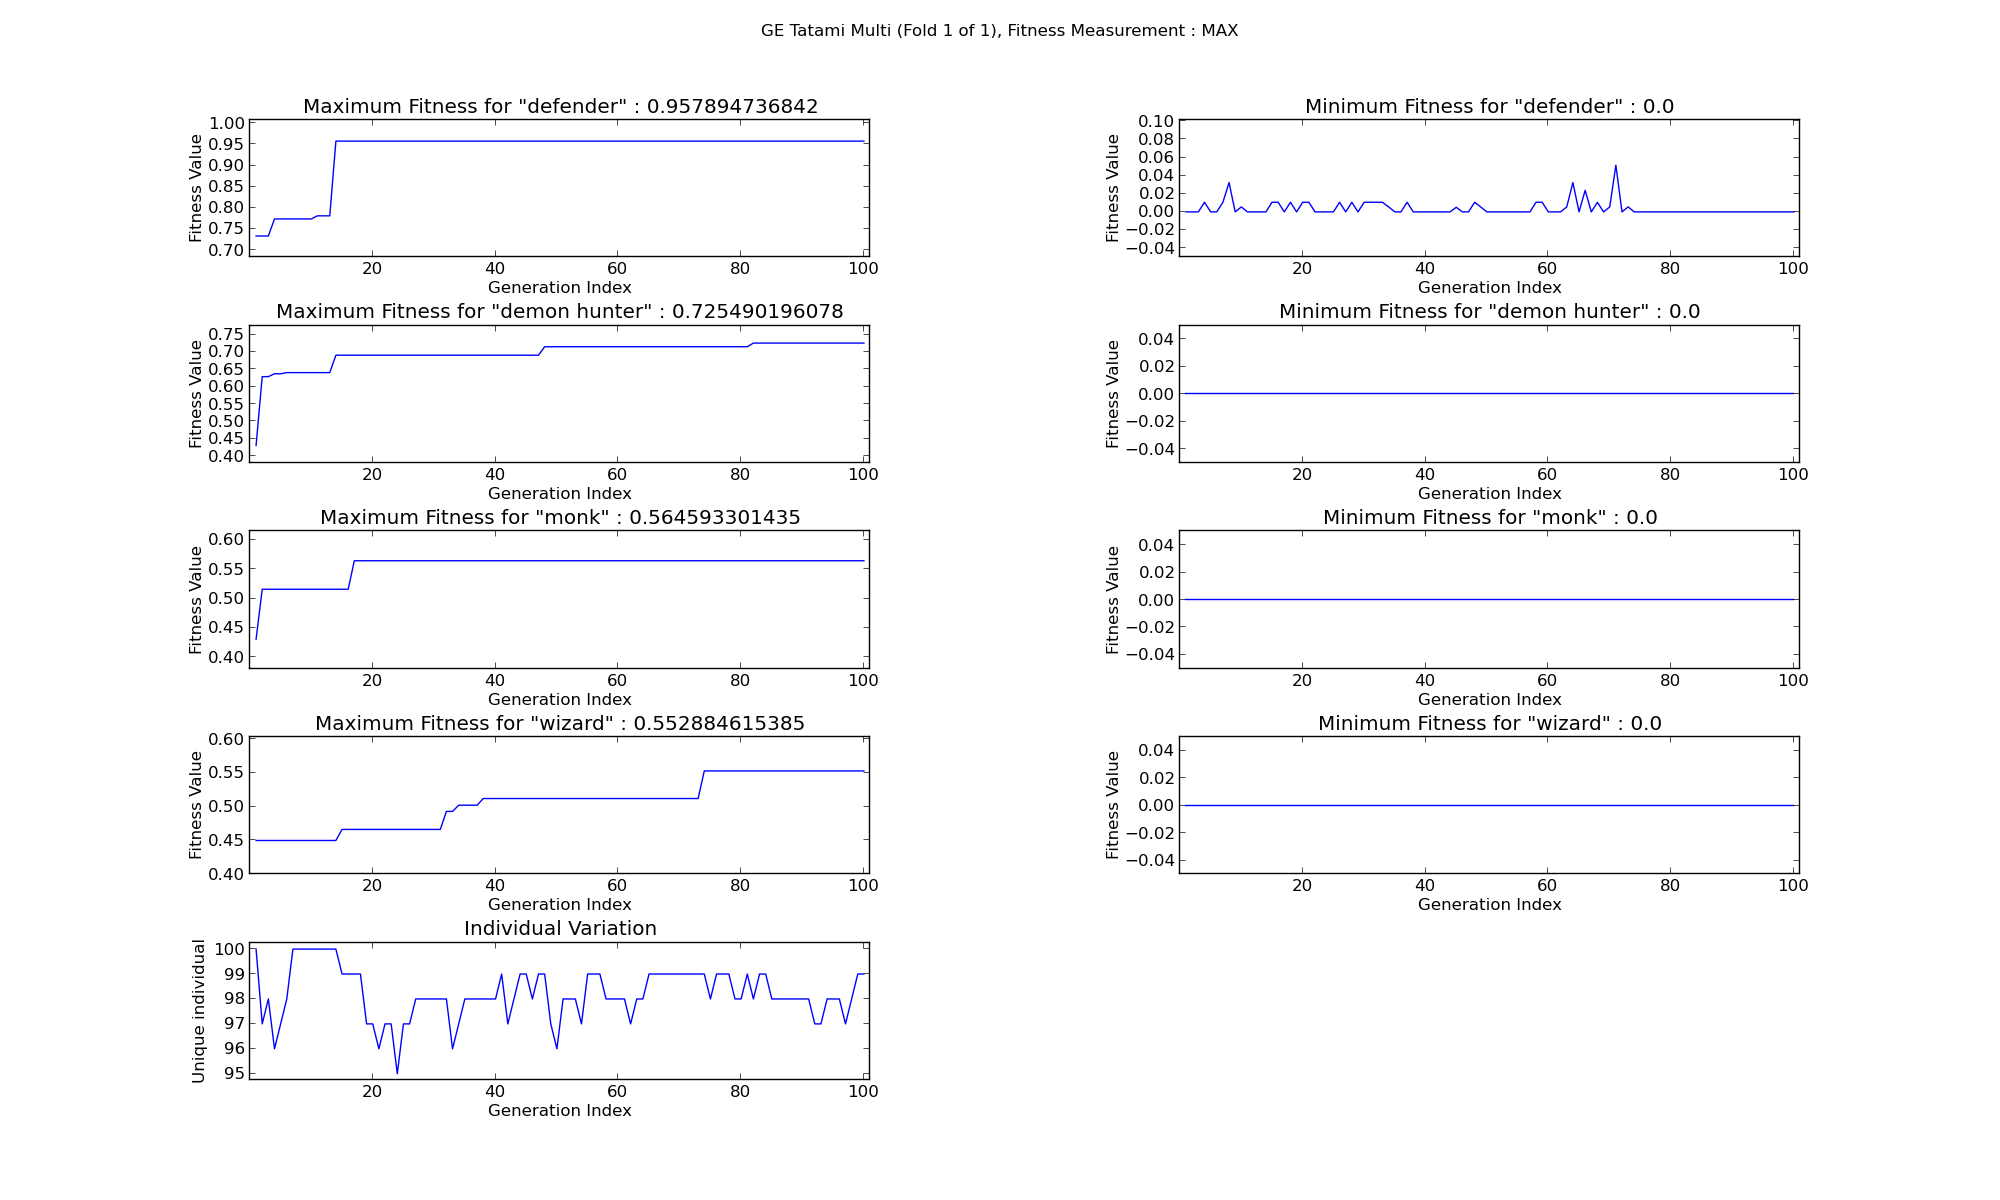 GE Tatami Multi (Fold 1 of 1), Fitness Measurement : MAX
Maximum Fitness for "defender" : 0.957894736842
Fitness Value
1.00
0.95
0.90
0.85
0.80
0.75
0.70
20 40 60 80 100
Generation Index
Minimum Fitness for "defender" : 0.0
Fitness Value
0.10
0.08
0.06
0.04
0.02
0.00
−0.02
−0.04
20 40 60 80 100
Generation Index
Maximum Fitness for "demon hunter" : 0.725490196078
Fitness Value
0.75
0.70
0.65
0.60
0.55
0.50
0.45
0.40
20 40 60 80 100
Generation Index
Minimum Fitness for "demon hunter" : 0.0
Fitness Value
0.04
0.02
0.00
−0.02
−0.04
20 40 60 80 100
Generation Index
Maximum Fitness for "monk" : 0.564593301435
Fitness Value
0.60
0.55
0.50
0.45
0.40
20 40 60 80 100
Generation Index
Minimum Fitness for "monk" : 0.0
Fitness Value
0.04
0.02
0.00
−0.02
−0.04
20 40 60 80 100
Generation Index
Maximum Fitness for "wizard" : 0.552884615385
Fitness Value
0.60
0.55
0.50
0.45
0.40
20 40 60 80 100
Generation Index
Minimum Fitness for "wizard" : 0.0
Fitness Value
0.04
0.02
0.00
−0.02
−0.04
20 40 60 80 100
Generation Index
Individual Variation
Unique individual
100
99
98
97
96
95
20 40 60 80 100
Generation Index